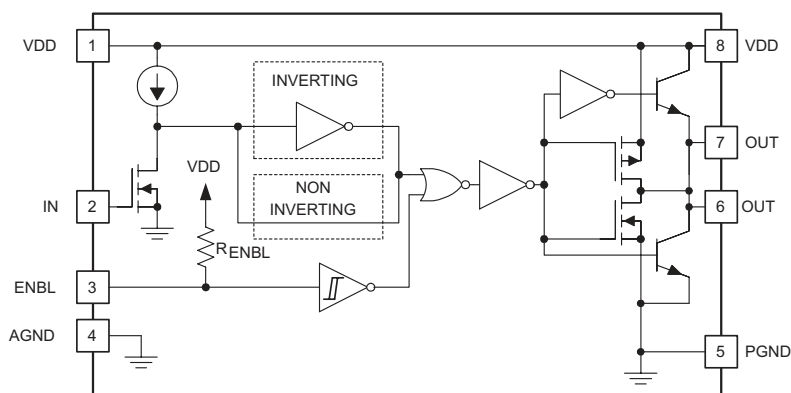 VDD 1
8 VDD
INVERTING
VDD
NON
INVERTING
7 OUT
IN 2
6 OUT
RENBL
ENBL 3
AGND 4
5 PGND